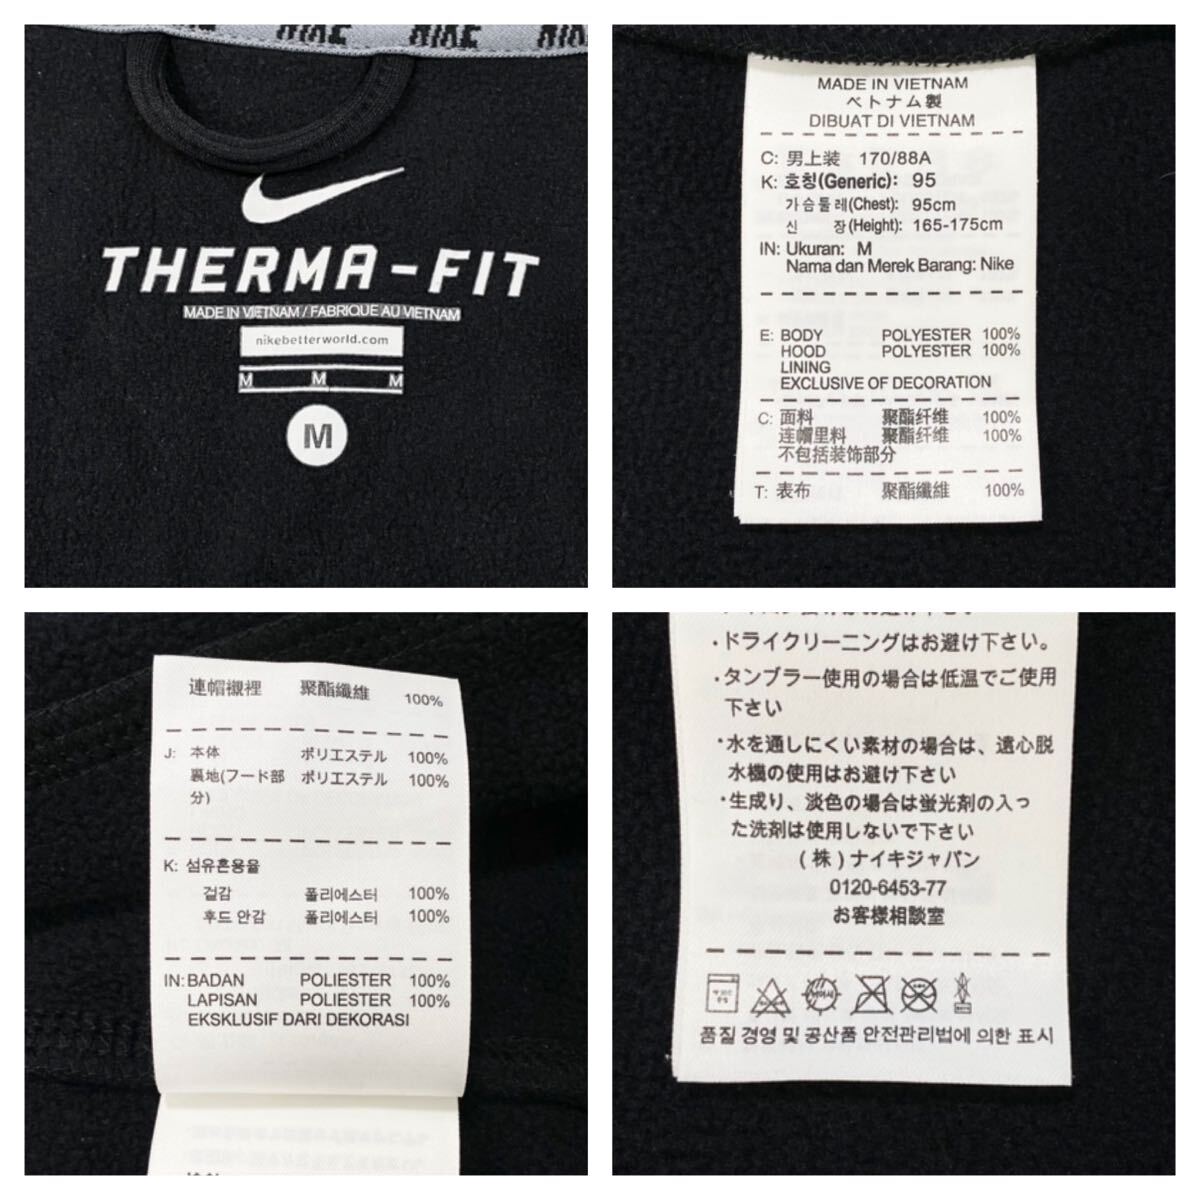 NIKE NIKE
THERMA-FIT
MADE IN VIETNAM / FABRIQUE AU VIETNAM
nikebetterworld.com
M M M
M
MADE IN VIETNAM
ベトナム製
DIBUAT DI VIETNAM
C: 男上装 170/88A
K: 호칭(Generic): 95
가슴둘레(Chest): 95cm
신 장(Height): 165-175cm
IN: Ukuran: M
Nama dan Merek Barang: Nike
E: BODY POLYESTER 100%
HOOD POLYESTER 100%
LINING
EXCLUSIVE OF DECORATION
C: 面料 聚酯纤维 100%
连帽里料 聚酯纤维 100%
不包括装饰部分
T: 表布 聚酯纖維 100%
連帽襯裡 聚酯纖維 100%
J: 本体 ポリエステル 100%
裏地(フード部 ポリエステル 100%
分)
K: 섬유혼용율
겉감 폴리에스터 100%
후드 안감 폴리에스터 100%
IN: BADAN POLIESTER 100%
LAPISAN POLIESTER 100%
EKSKLUSIF DARI DEKORASI
・ドライクリーニングはお避け下さい。
・タンブラー使用の場合は低温でご使用
下さい
・水を通しにくい素材の場合は、遠心脱
水機の使用はお避け下さい
・生成り、淡色の場合は蛍光剤の入っ
た洗剤は使用しないで下さい
(株)ナイキジャパン
0120-6453-77
お客様相談室
품질 경영 및 공산품 안전관리법에 의한 표시